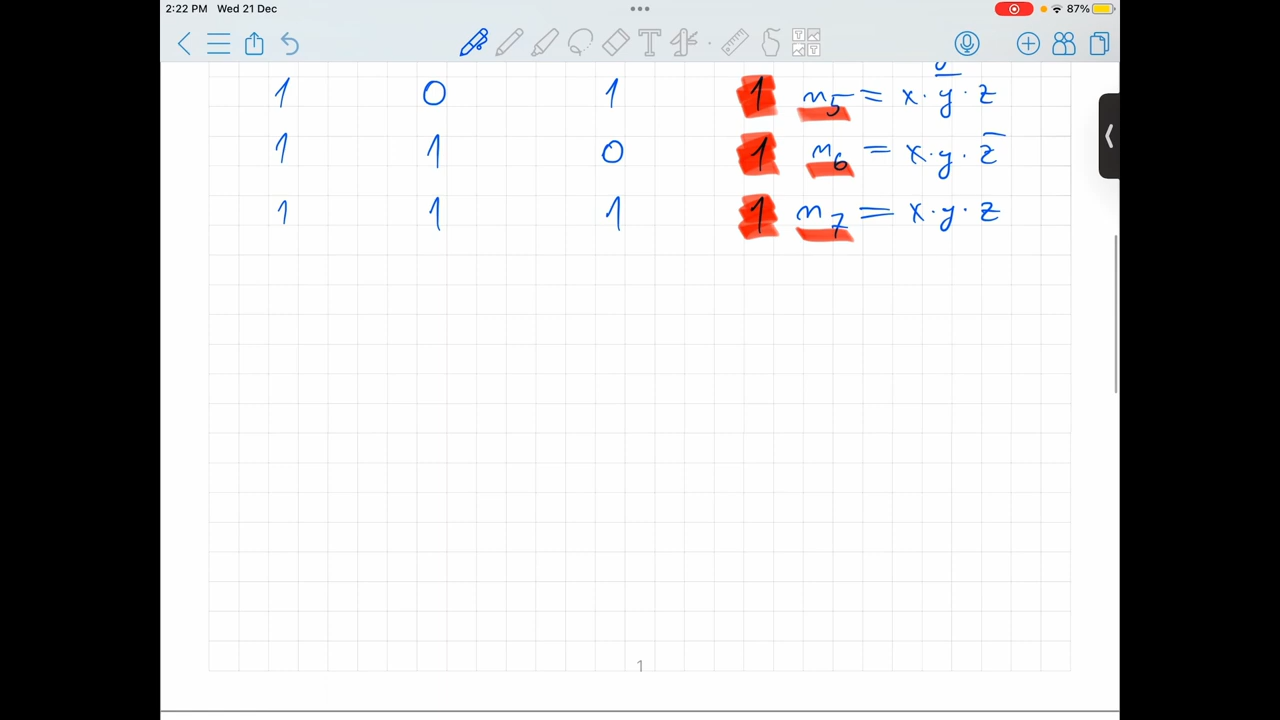 2:22 PM Wed 21 Dec 87%
1 0 1 1 m₅ = x · y̅ · z
1 1 0 1 m₆ = x · y · z̅
1 1 1 1 m₇ = x · y · z
1